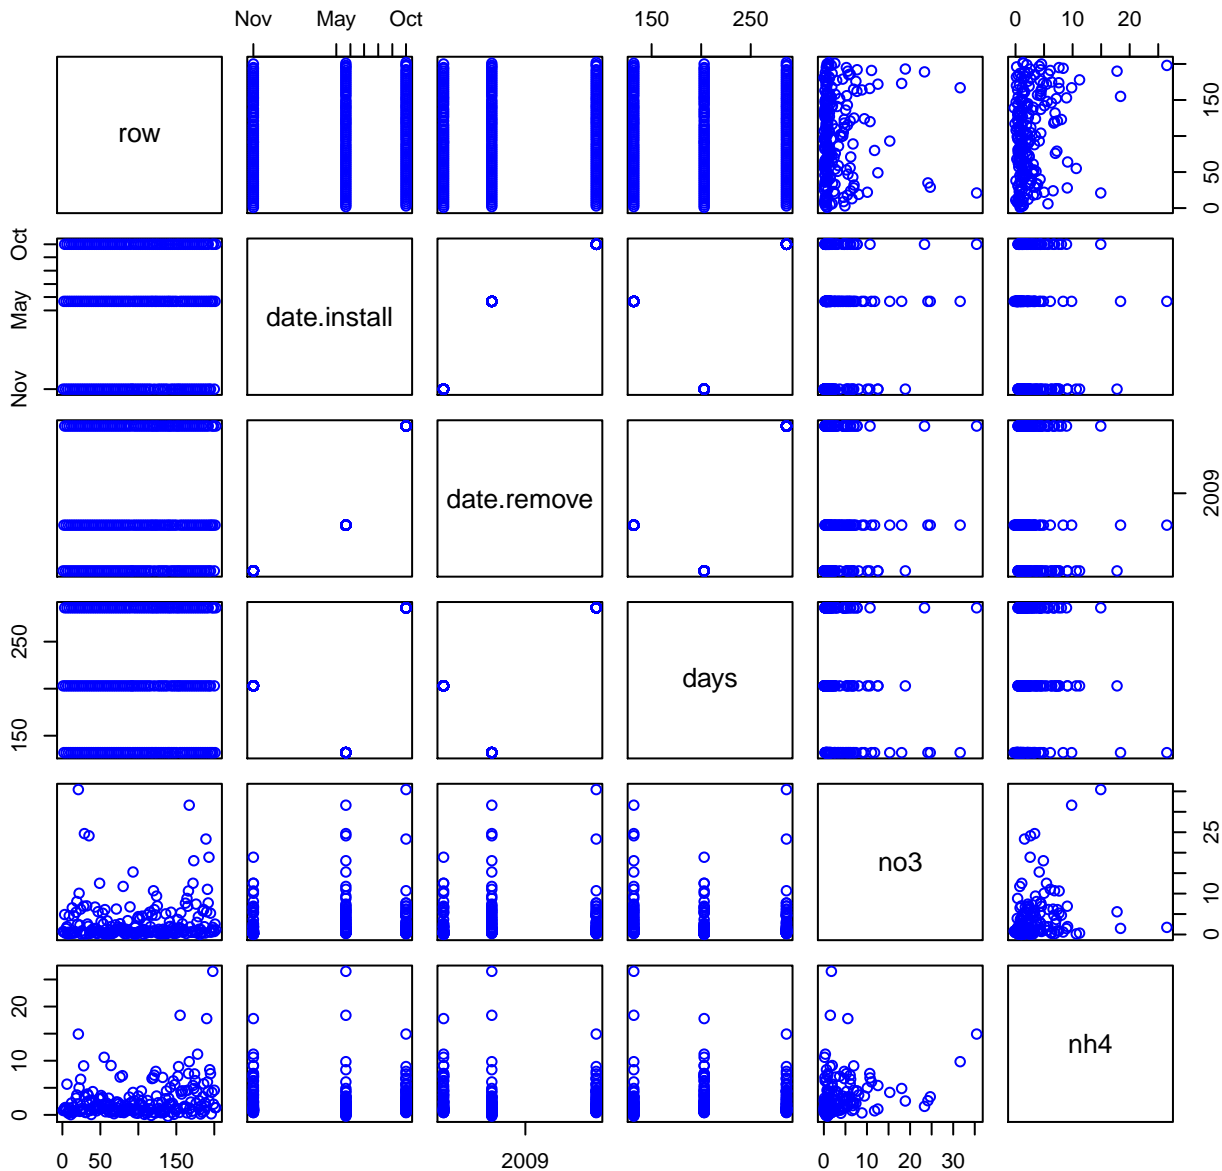 Nov May Oct 150 250 0 10 20
row
0 50 150
Nov May Oct
date.install
date.remove
2009
150 250
days
no3
0 10 25
0 10 20
nh4
0 50 150 2009 0 10 20 30